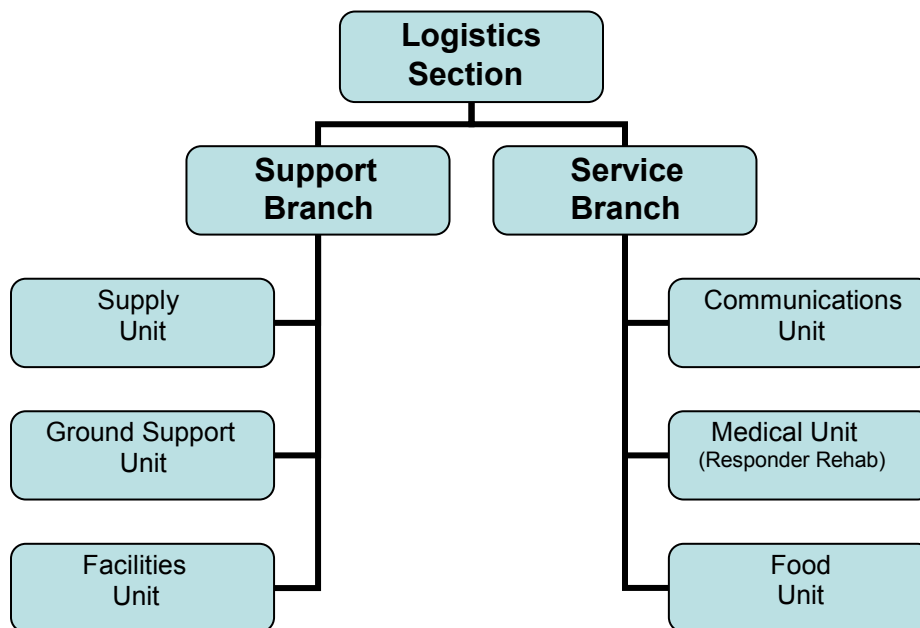 Logistics
Section
Support
Branch
Service
Branch
Supply
Unit
Communications
Unit
Ground Support
Unit
Medical Unit
(Responder Rehab)
Facilities
Unit
Food
Unit